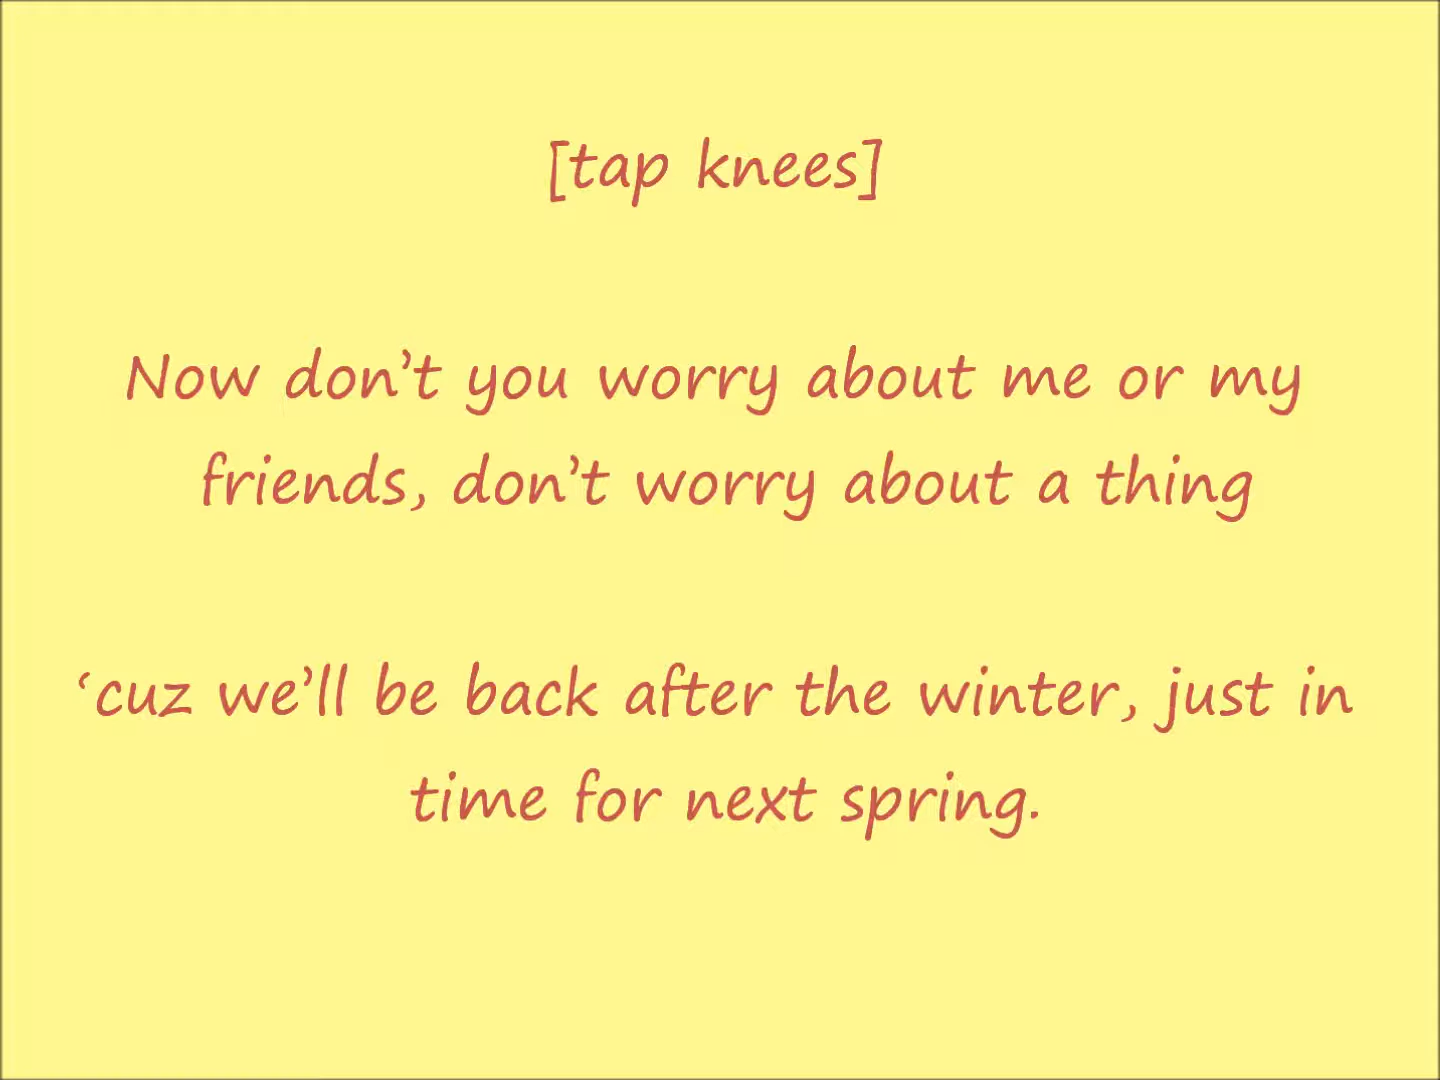 [tap knees]
Now don’t you worry about me or my
friends, don’t worry about a thing
‘cuz we’ll be back after the winter, just in
time for next spring.